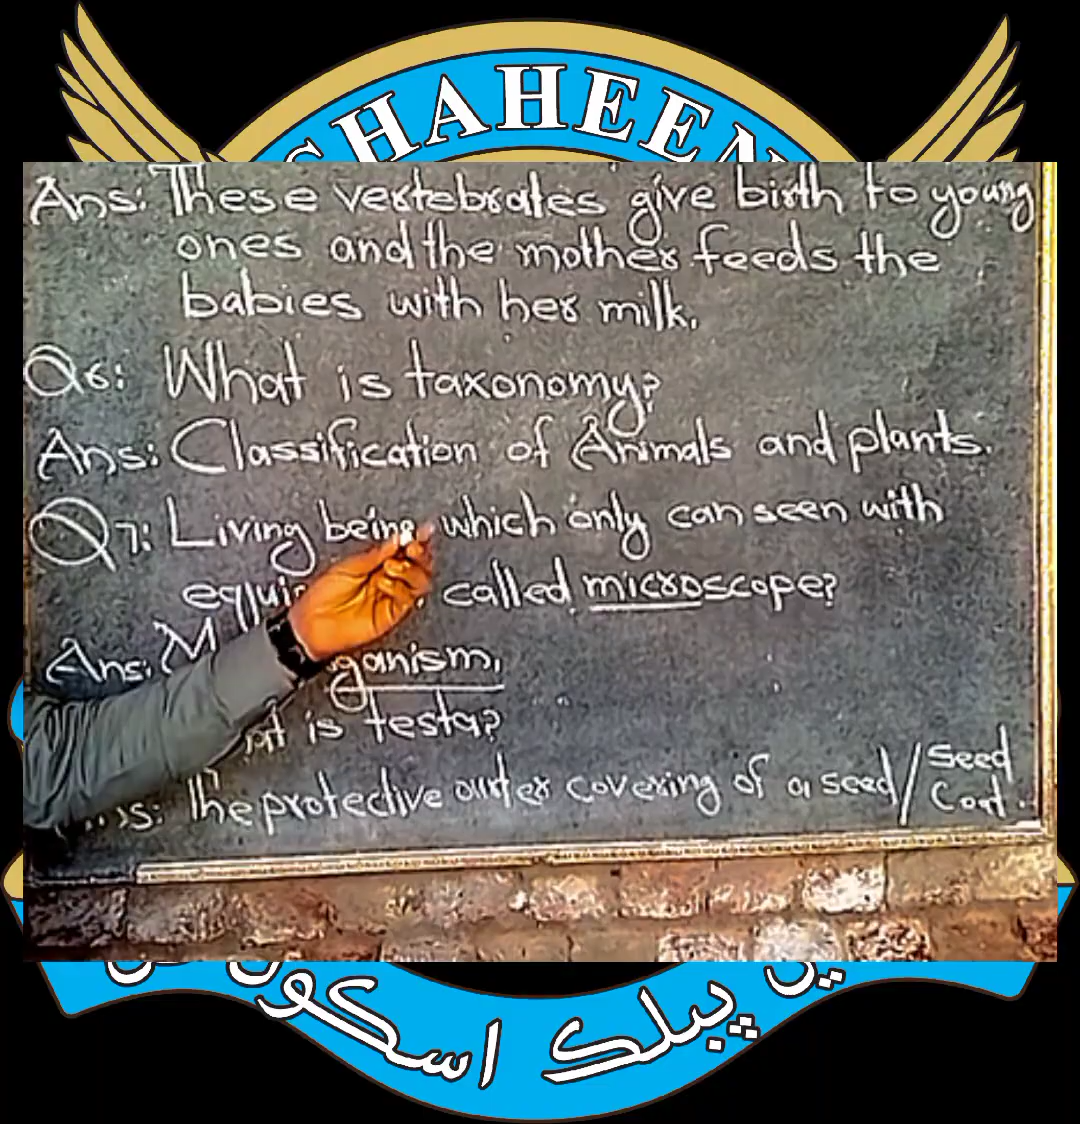 SHAHEEN
Ans: These vertebrates give birth to young
ones and the mother feeds the
babies with her milk.
Q6: What is taxonomy?
Ans: Classification of Animals and plants.
Q7: Living being which only can seen with
called microscope?
Ans:
is testa?
The protective outer covering of a seed/Seed
Coat.
پبلک اسکول